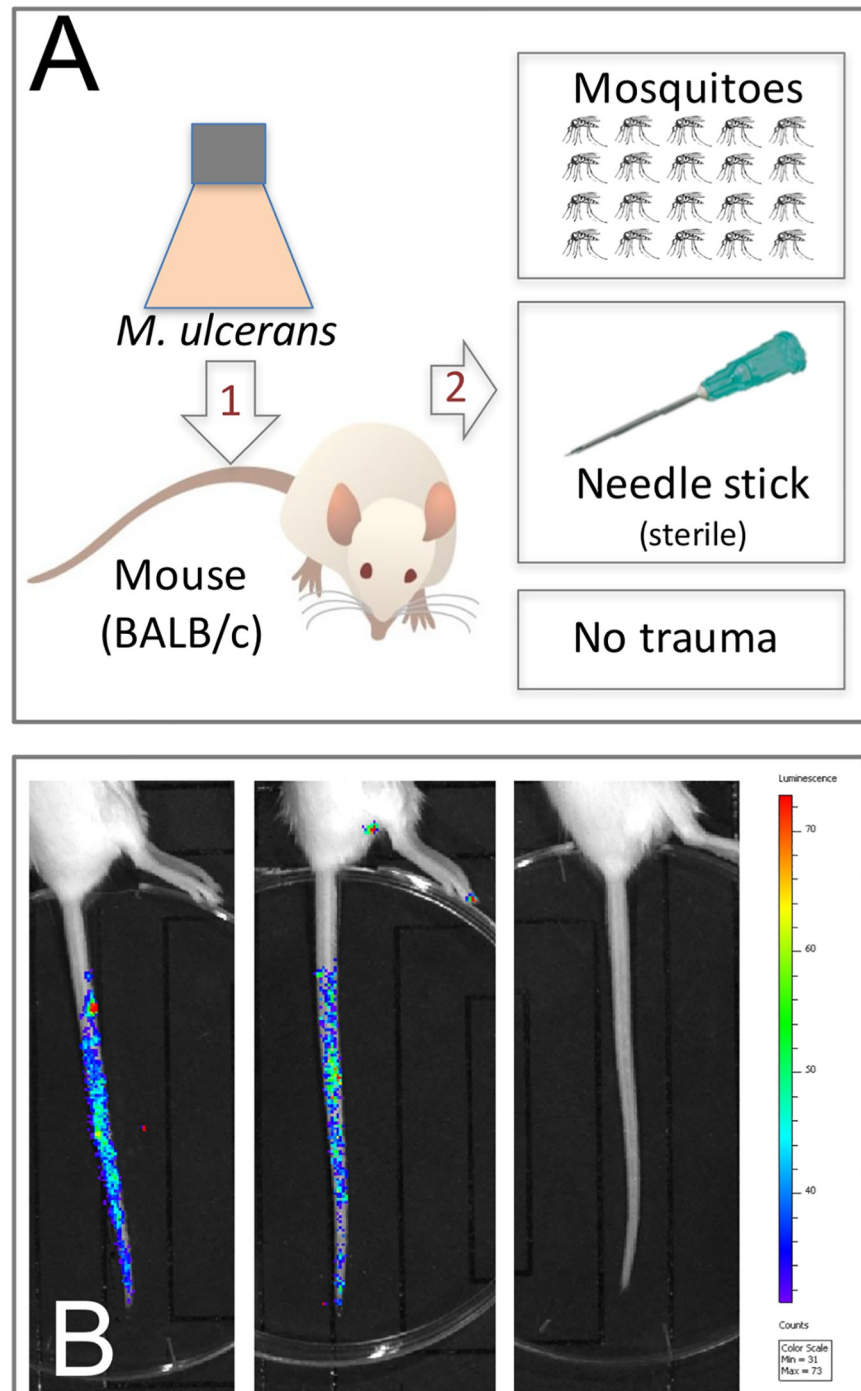 A
M. ulcerans
1
2
Mouse
(BALB/c)
Mosquitoes
Needle stick
(sterile)
No trauma
B
Luminescence
70
60
50
40
Counts
Color Scale
Min = 31
Max = 73